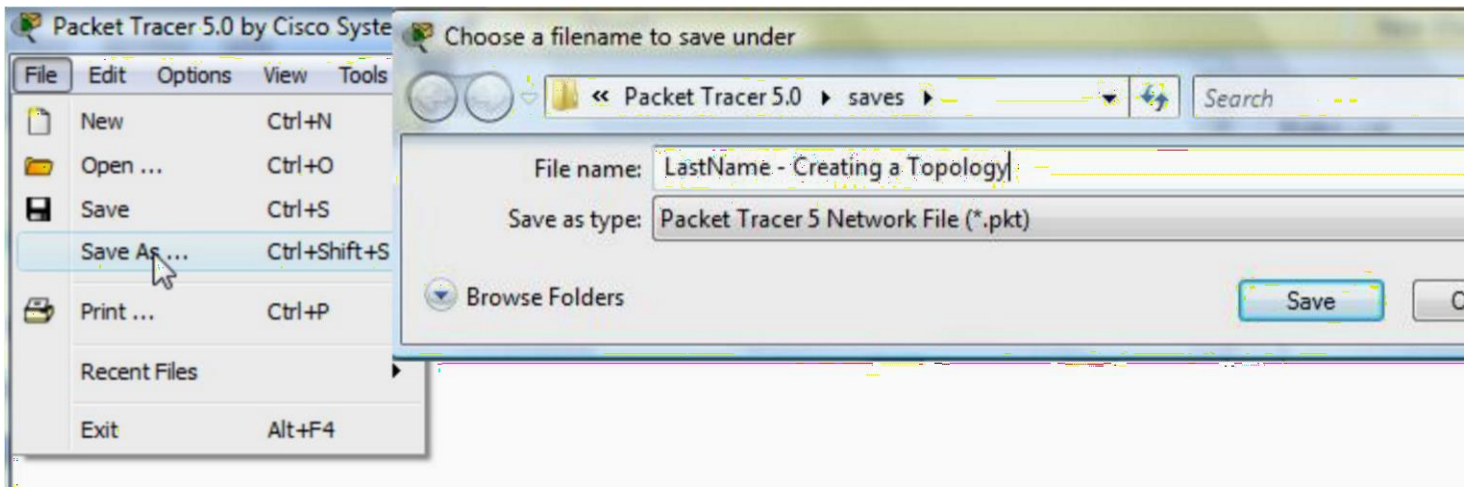 Packet Tracer 5.0 by Cisco Syste
File Edit Options View Tools
New Ctrl+N
Open ... Ctrl+O
Save Ctrl+S
Save As ... Ctrl+Shift+S
Print ... Ctrl+P
Recent Files
Exit Alt+F4
Choose a filename to save under
« Packet Tracer 5.0 saves
Search
File name: LastName - Creating a Topology
Save as type: Packet Tracer 5 Network File (*.pkt)
Browse Folders
Save